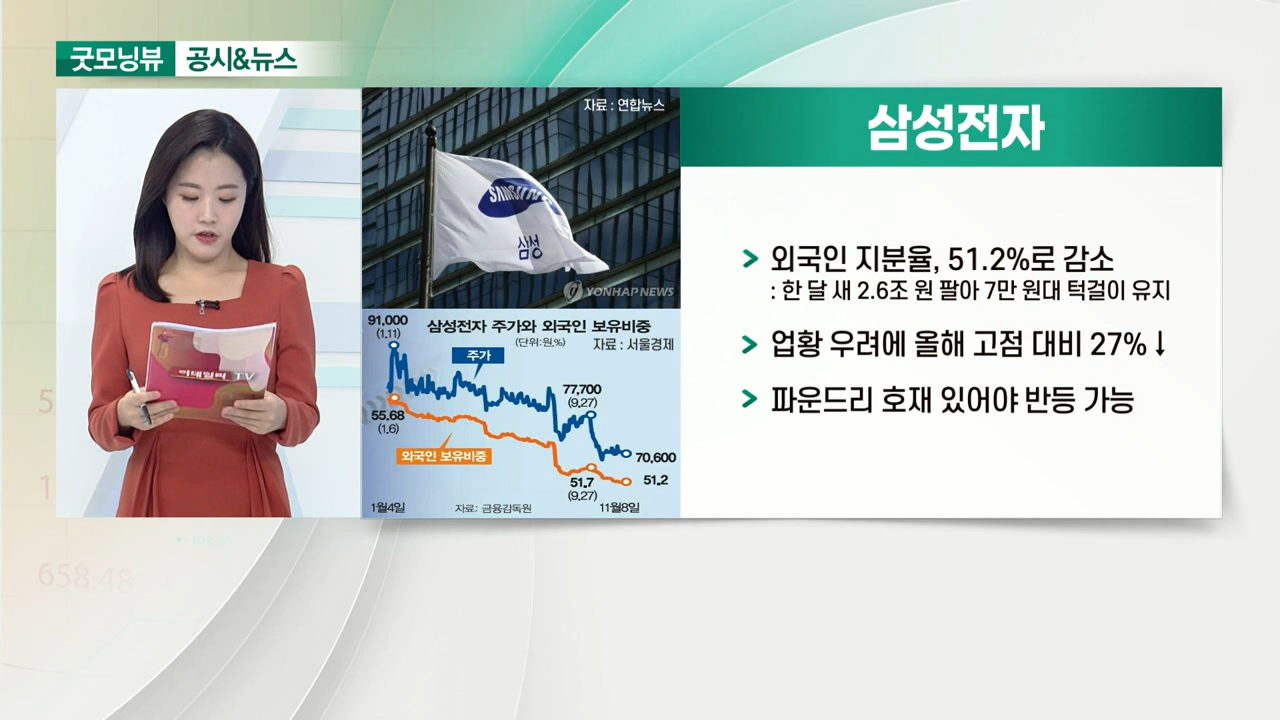 굿모닝뷰 공시&뉴스
자료 : 연합뉴스
SAMSUNG
삼성
YONHAP NEWS
이데일리 TV
삼성전자 주가와 외국인 보유비중
(단위:원,%)
자료 : 서울경제
91,000
(1.11)
주가
77,700
(9.27)
55.68
(1.6)
외국인 보유비중
70,600
51.7
(9.27)
51.2
1월4일
자료: 금융감독원
11월8일
삼성전자
> 외국인 지분율, 51.2%로 감소
: 한 달 새 2.6조 원 팔아 7만 원대 턱걸이 유지
> 업황 우려에 올해 고점 대비 27%↓
> 파운드리 호재 있어야 반등 가능
658.48